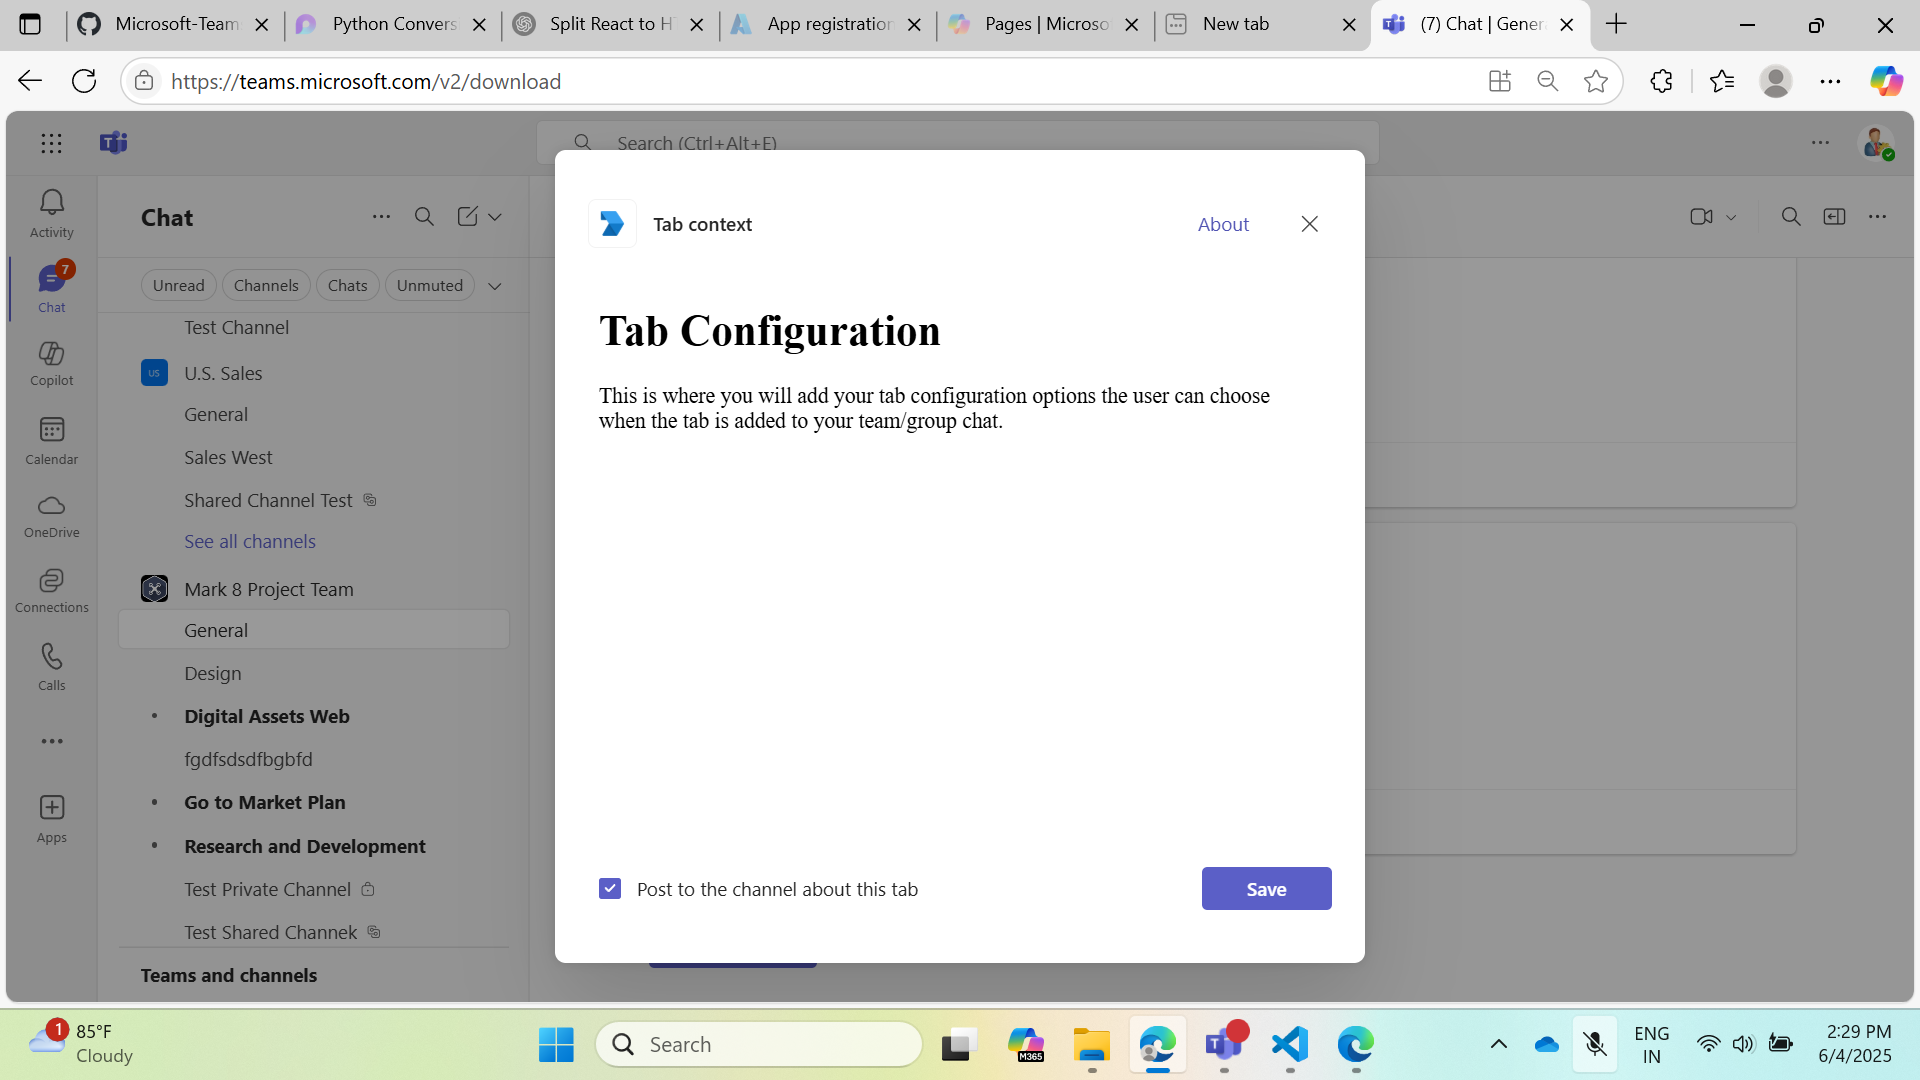 Microsoft-Team
Python Convers
Split React to HT
App registration
Pages | Microso
New tab
(7) Chat | Gener
https://teams.microsoft.com/v2/download
Search (Ctrl+Alt+E)
Activity
7
Chat
Copilot
Calendar
OneDrive
Connections
Calls
Apps
Chat
Unread
Channels
Chats
Unmuted
Test Channel
US
U.S. Sales
General
Sales West
Shared Channel Test
See all channels
Mark 8 Project Team
General
Design
Digital Assets Web
fgdfsdsdfbgbfd
Go to Market Plan
Research and Development
Test Private Channel
Test Shared Channek
Teams and channels
Tab context
About
Tab Configuration
This is where you will add your tab configuration options the user can choose
when the tab is added to your team/group chat.
Post to the channel about this tab
Save
1
85°F
Cloudy
Search
M365
ENG
IN
2:29 PM
6/4/2025